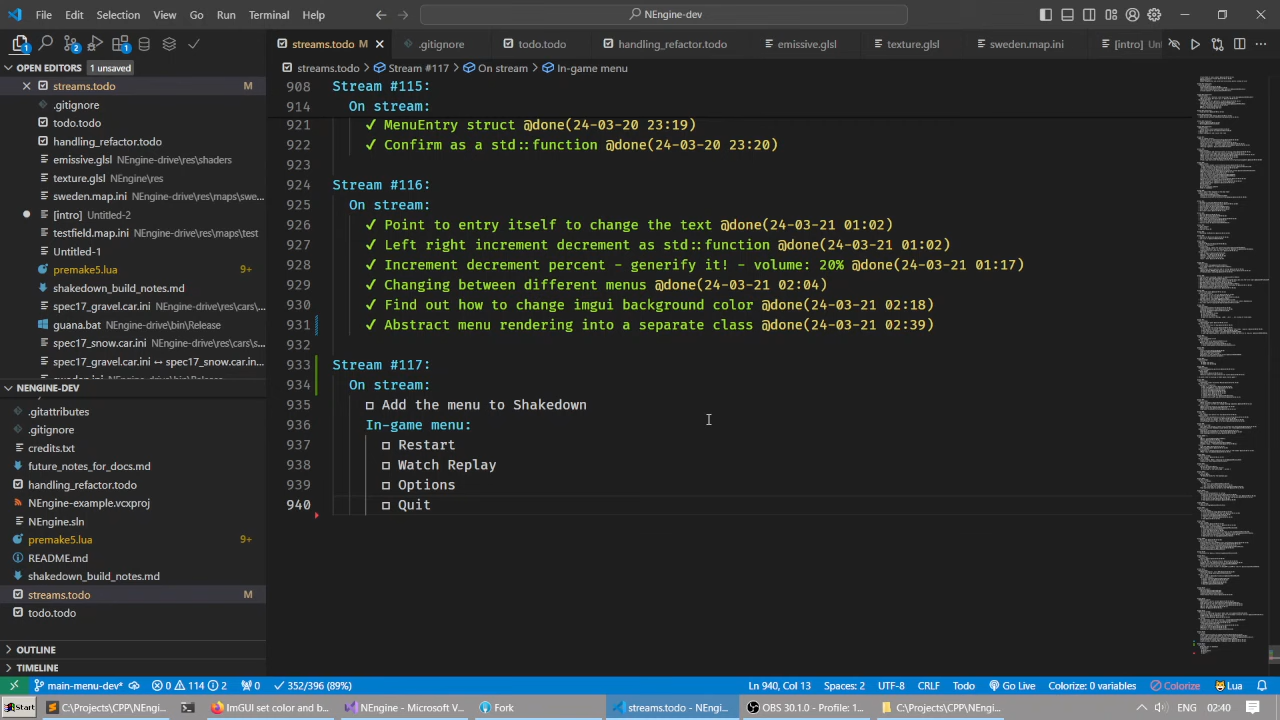 File Edit Selection View Go Run Terminal Help
NEngine-dev
1 2 1
streams.todo M
.gitignore
todo.todo
handling_refactor.todo
emissive.glsl
texture.glsl
sweden.map.ini
[intro] Un
OPEN EDITORS 1 unsaved
streams.todo > Stream #117: > On stream: > In-game menu
streams.todo M
.gitignore
todo.todo
handling_refactor.todo
emissive.glsl NEngine-drive\res\shaders
texture.glsl NEngine\res
sweden.map.ini NEngine-drive\res\maps\swe...
[intro] Untitled-2
testfield.map.ini NEngine-drive\res\maps\test
Untitled-1
premake5.lua 9+
shakedown_build_notes.md
NEngine-drive\res\cars\...
NEngine-drive\bin\Release
spec17_snow.car.ini NEngine-drive\res\cars\...
spec17_gravel.car.ini ↔ spec17_snow.car.ini...
NENGINE-DEV
.gitattributes
.gitignore
credits.txt
future_notes_for_docs.md
handling_refactor.todo
NEngine-example.vcxproj
NEngine.sln
premake5.lua 9+
README.md
shakedown_build_notes.md
streams.todo M
todo.todo
OUTLINE
TIMELINE
908 Stream #115:
914 On stream:
921 ✔ MenuEntry struct @done(24-03-20 23:19)
922 ✔ Confirm as std::function @done(24-03-20 23:20)
923
924 Stream #116:
925 On stream:
926 ✔ Polish menu entry itself to change the text @done(24-03-21 01:02)
927 ✔ Left/right increment decrement as std::function @done(24-03-21 01:02)
928 ✔ Increment decrement percent - generify it! - volume: 20% @done(24-03-21 01:17)
929 ✔ Changing between different menus @done(24-03-21 02:02)
930 ✔ Find out how to change imgui background color @done(24-03-21 02:18)
931 ✔ Abstract menu rendering into a separate class @done(24-03-21 02:39)
932
933 Stream #117:
934 On stream:
935 ☐ Add the menu to shakedown
936 In-game menu:
937 ☐ Restart
938 ☐ Watch Replay
939 ☐ Options
940 ☐ Quit
main-menu-dev* 0 114 2 0 352/396 (89%) Ln 940, Col 13 Spaces: 2 UTF-8 CRLF Todo Go Live Colorize: 0 variables Colorize Lua
Start C:\Projects\CPP\NEngi... ImGUI set color and b... NEngine - Microsoft V... Fork streams.todo - NEngi... OBS 30.1.0 - Profile: 1... C:\Projects\CPP\NEngi... 02:40